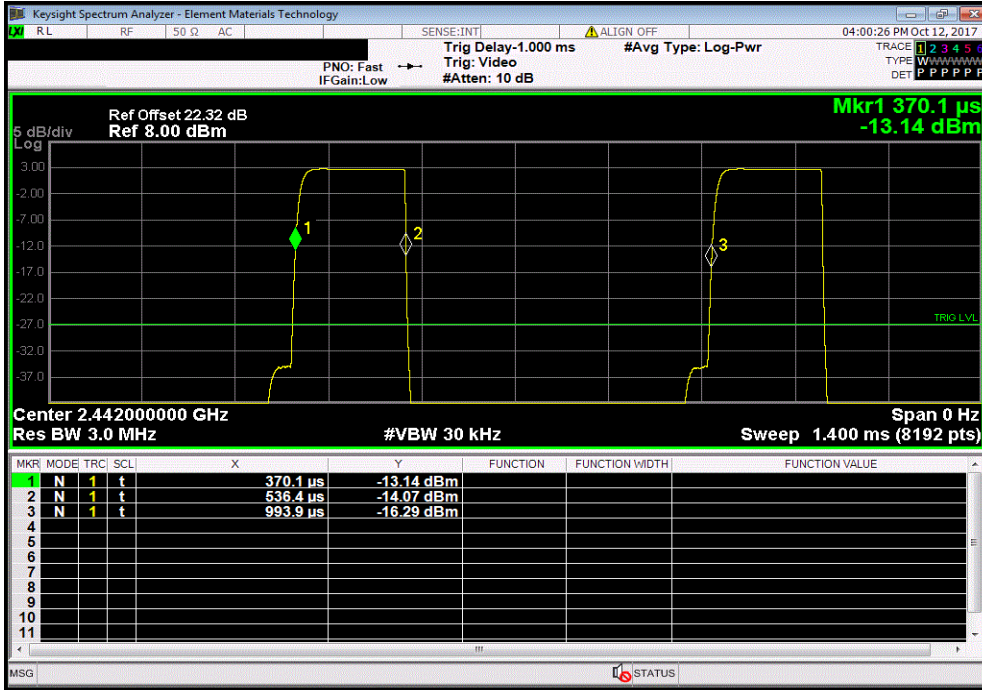 Keysight Spectrum Analyzer - Element Materials Technology
LXI RL RF 50 Ω AC SENSE:INT ALIGN OFF 04:00:26 PM Oct 12, 2017
Trig Delay-1.000 ms #Avg Type: Log-Pwr TRACE 1 2 3 4 5 6
PNO: Fast Trig: Video TYPE WWWWWW
IFGain:Low #Atten: 10 dB DET P P P P P P
Mkr1 370.1 µs
Ref Offset 22.32 dB
5 dB/div Ref 8.00 dBm -13.14 dBm
Log
3.00
-2.00
-7.00
1
2
-12.0
3
-17.0
-22.0
-27.0
TRIG LVL
-32.0
-37.0
Center 2.442000000 GHz Span 0 Hz
Res BW 3.0 MHz #VBW 30 kHz Sweep 1.400 ms (8192 pts)
MKR MODE TRC SCL X Y FUNCTION FUNCTION WIDTH FUNCTION VALUE
1 N 1 t 370.1 µs -13.14 dBm
2 N 1 t 536.4 µs -14.07 dBm
3 N 1 t 993.9 µs -16.29 dBm
4
5
6
7
8
9
10
11
MSG STATUS